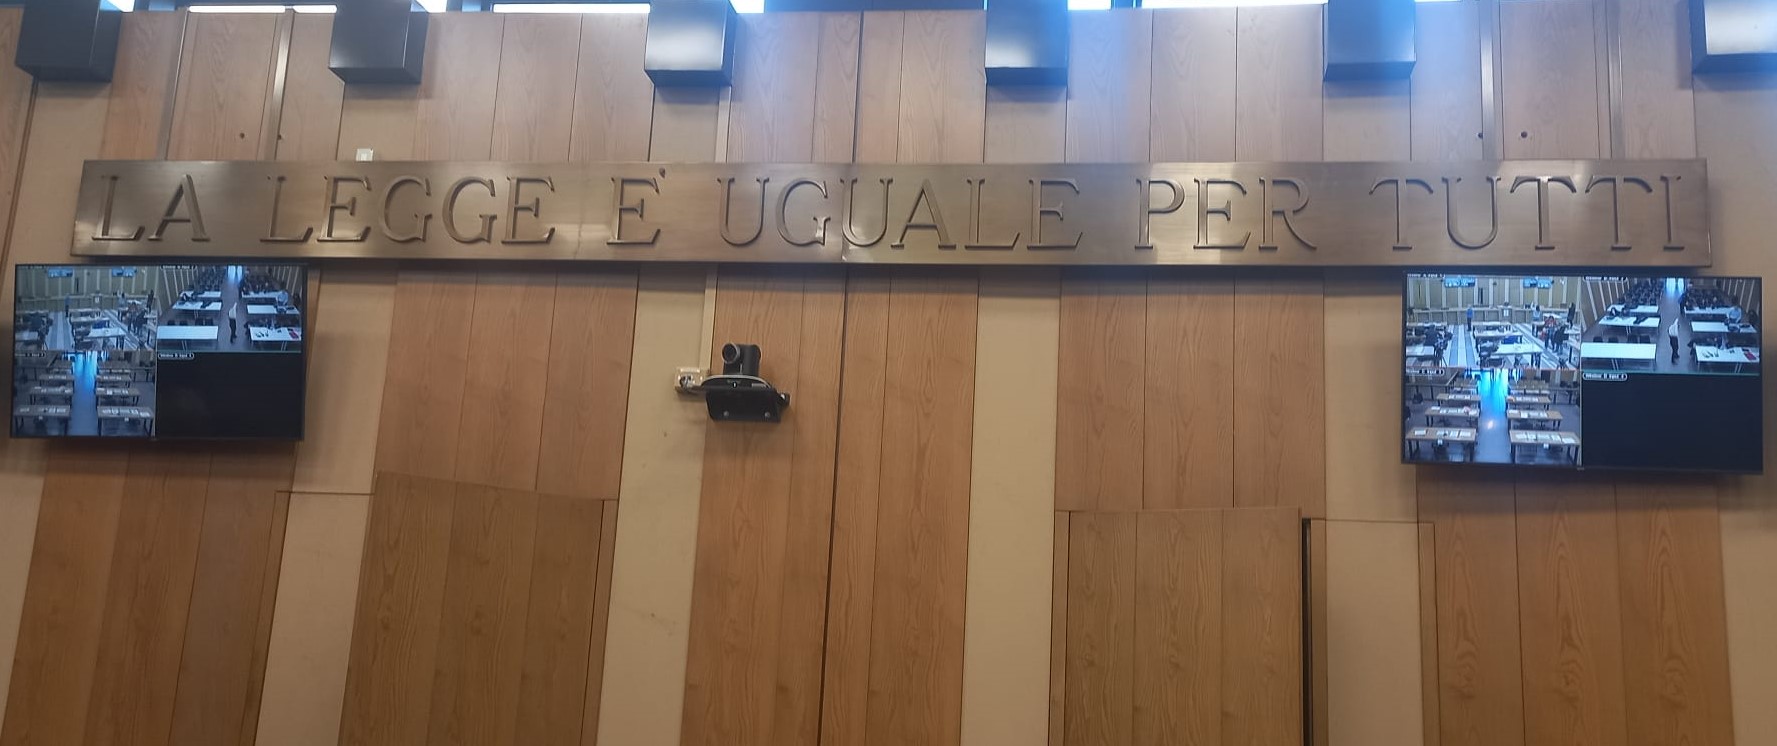 LA LEGGE E' UGUALE PER TUTTI